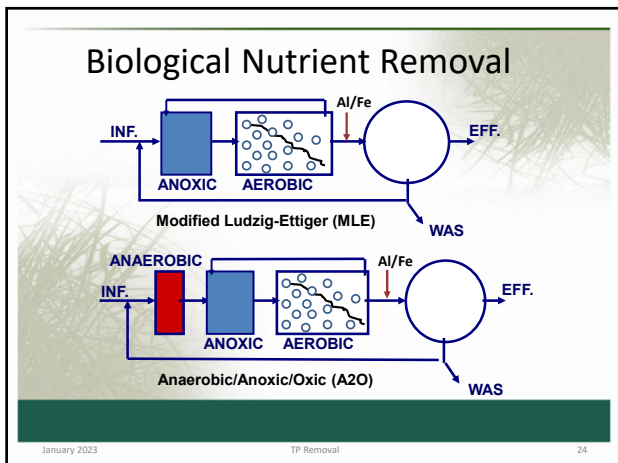 Biological Nutrient Removal
Al/Fe
INF.
EFF.
ANOXIC
AEROBIC
Modified Ludzig-Ettiger (MLE)
WAS
ANAEROBIC
Al/Fe
INF.
EFF.
ANOXIC
AEROBIC
Anaerobic/Anoxic/Oxic (A2O)
WAS
January 2023
TP Removal
24